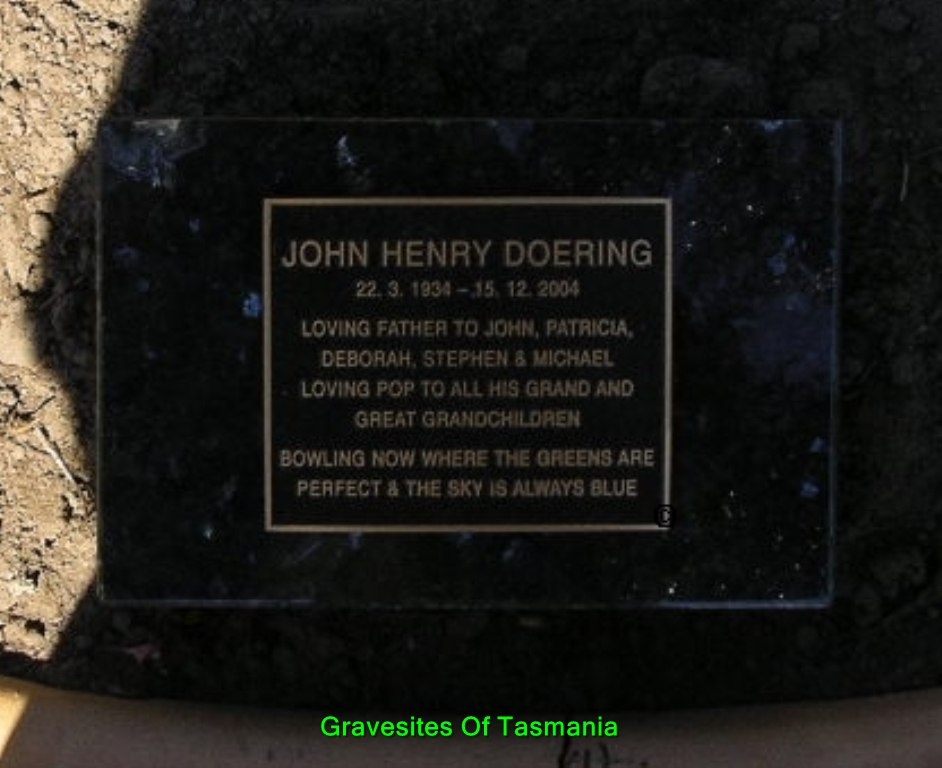 JOHN HENRY DOERING
22. 3. 1934 – 15. 12. 2004
LOVING FATHER TO JOHN, PATRICIA,
DEBORAH, STEPHEN & MICHAEL
LOVING POP TO ALL HIS GRAND AND
GREAT GRANDCHILDREN
BOWLING NOW WHERE THE GREENS ARE
PERFECT & THE SKY IS ALWAYS BLUE
©
Gravesites Of Tasmania